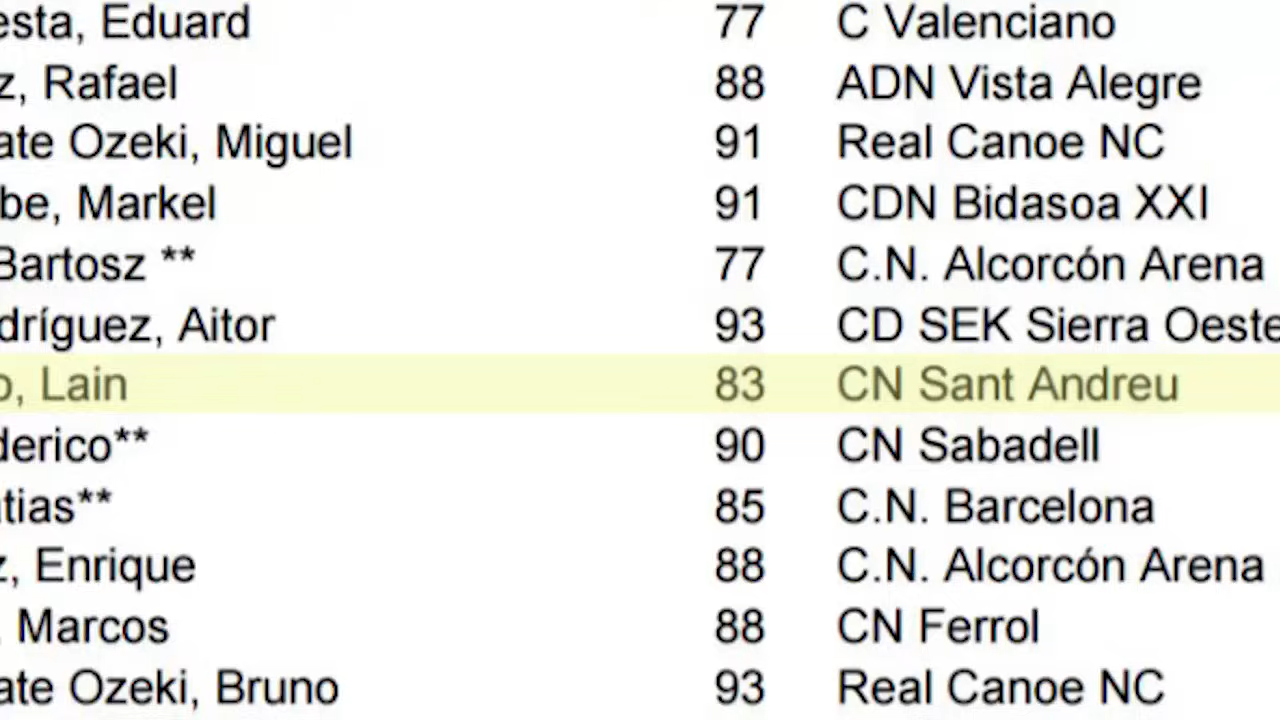 esta, Eduard 77 C Valenciano
z, Rafael 88 ADN Vista Alegre
ate Ozeki, Miguel 91 Real Canoe NC
be, Markel 91 CDN Bidasoa XXI
Bartosz ** 77 C.N. Alcorcón Arena
dríguez, Aitor 93 CD SEK Sierra Oeste
o, Lain 83 CN Sant Andreu
derico** 90 CN Sabadell
tias** 85 C.N. Barcelona
z, Enrique 88 C.N. Alcorcón Arena
, Marcos 88 CN Ferrol
ate Ozeki, Bruno 93 Real Canoe NC